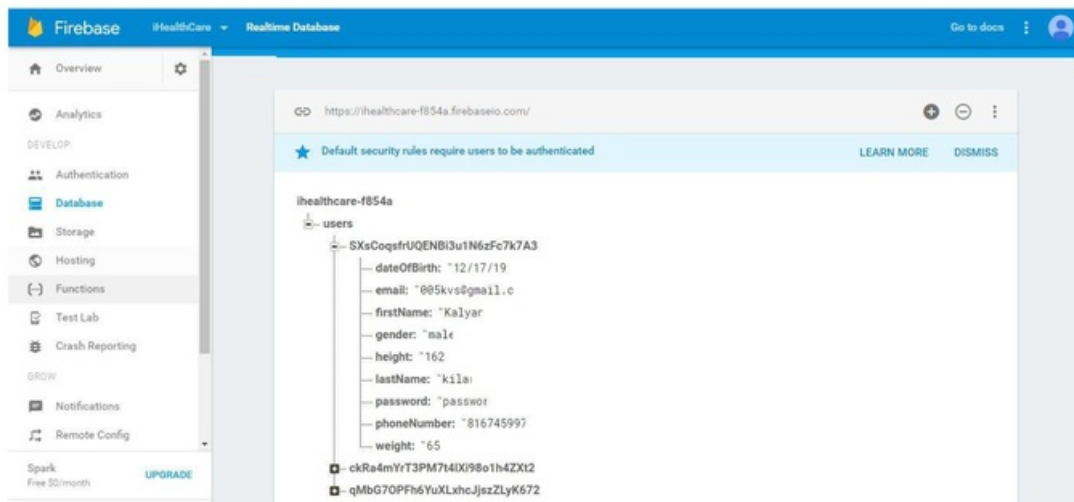 Firebase iHealthCare Realtime Database Go to docs
Overview
Analytics
DEVELOP
Authentication
Database
Storage
Hosting
Functions
Test Lab
Crash Reporting
GROW
Notifications
Remote Config
Spark
Free $0/month
UPGRADE
https://ihealthcare-f854a.firebaseio.com/
Default security rules require users to be authenticated LEARN MORE DISMISS
ihealthcare-f854a
users
SXsCoqsfrUQENBi3u1N6zFc7k7A3
dateOfBirth: "12/17/19
email: "005kvs@gmail.c
firstName: "Kalyar
gender: "male
height: "162
lastName: "kila
password: "passwor
phoneNumber: "816745997
weight: "65
ckRa4mYrT3PM7t4lXi98o1h4ZXt2
qMbG7OPFh6YuXLxhcJjszZLyK672